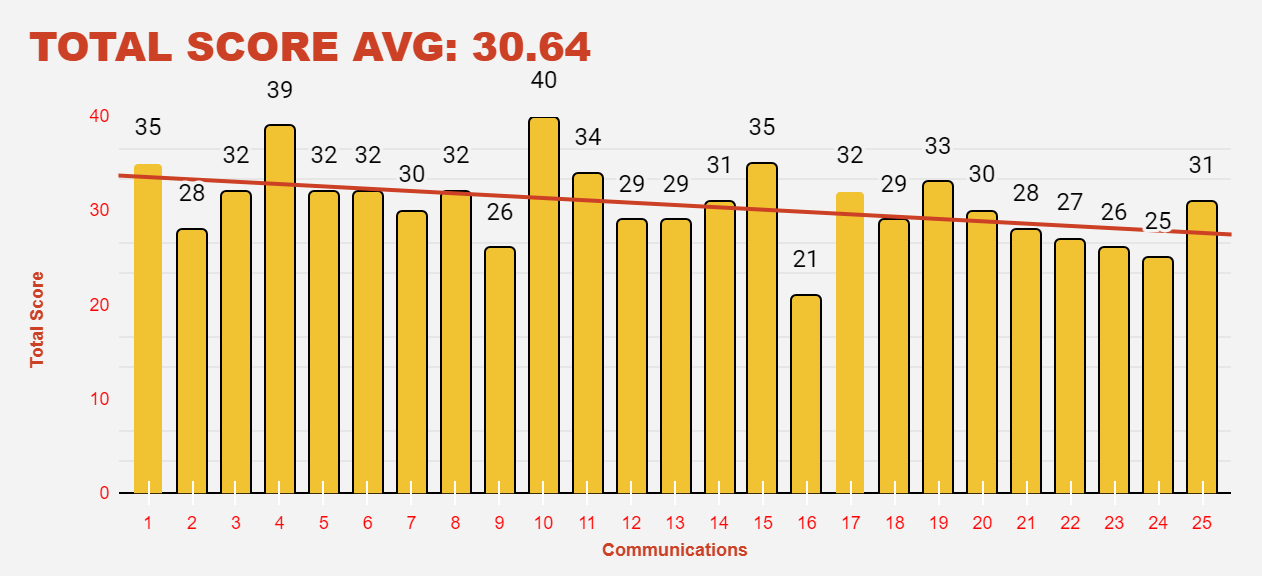 TOTAL SCORE AVG: 30.64
40
30
20
10
0
Total Score
35 28 32 39 32 32 30 32 26 40 34 29 29 31 35 21 32 29 33 30 28 27 26 25 31
1 2 3 4 5 6 7 8 9 10 11 12 13 14 15 16 17 18 19 20 21 22 23 24 25
Communications